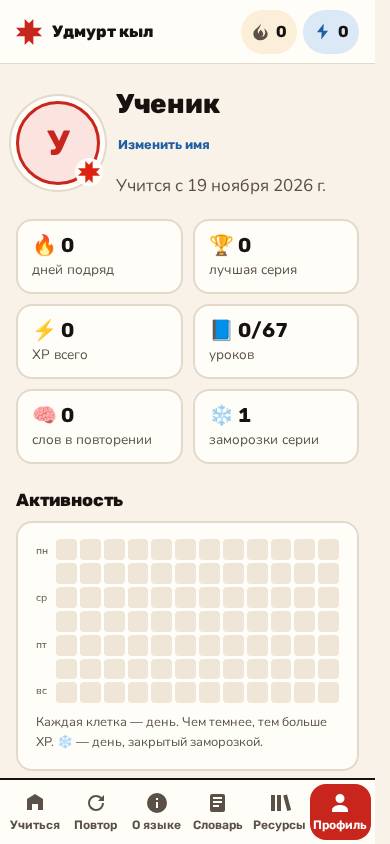 Удмурт кыл
0
0
У
Ученик
Изменить имя
Учится с 19 ноября 2026 г.
0
дней подряд
0
лучшая серия
0
XP всего
0/67
уроков
0
слов в повторении
1
заморозки серии
Активность
пн
ср
пт
вс
Каждая клетка — день. Чем темнее, тем больше
XP. ❄️ — день, закрытый заморозкой.
Учиться
Повтор
О языке
Словарь
Ресурсы
Профиль